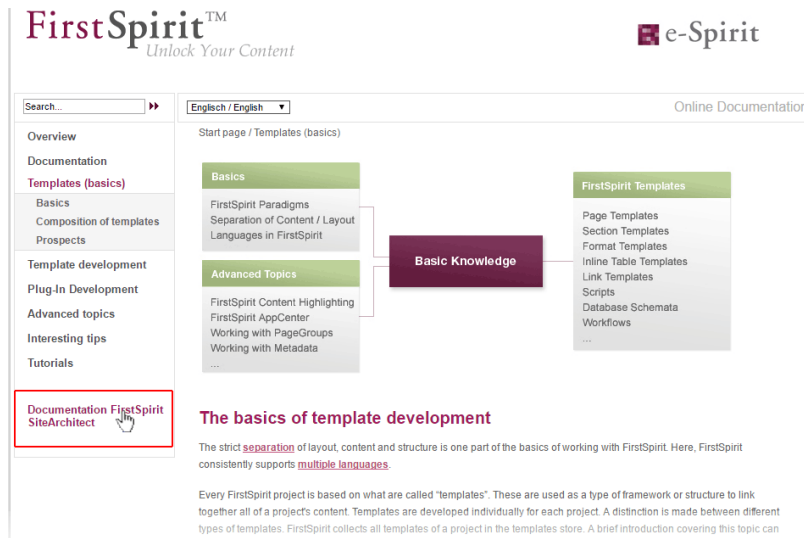 FirstSpirit™
Unlock Your Content
e-Spirit
Search...
Englisch / English
Online Documentation
Overview
Documentation
Templates (basics)
Basics
Composition of templates
Prospects
Template development
Plug-In Development
Advanced topics
Interesting tips
Tutorials
Documentation FirstSpirit
SiteArchitect
Start page / Templates (basics)
Basics
FirstSpirit Paradigms
Separation of Content / Layout
Languages in FirstSpirit
Advanced Topics
FirstSpirit Content Highlighting
FirstSpirit AppCenter
Working with PageGroups
Working with Metadata
...
Basic Knowledge
FirstSpirit Templates
Page Templates
Section Templates
Format Templates
Inline Table Templates
Link Templates
Scripts
Database Schemata
Workflows
...
The basics of template development
The strict separation of layout, content and structure is one part of the basics of working with FirstSpirit. Here, FirstSpirit
consistently supports multiple languages.
Every FirstSpirit project is based on what are called “templates”. These are used as a type of framework or structure to link
together all of a project's content. Templates are developed individually for each project. A distinction is made between different
types of templates. FirstSpirit collects all templates of a project in the templates store. A brief introduction covering this topic can